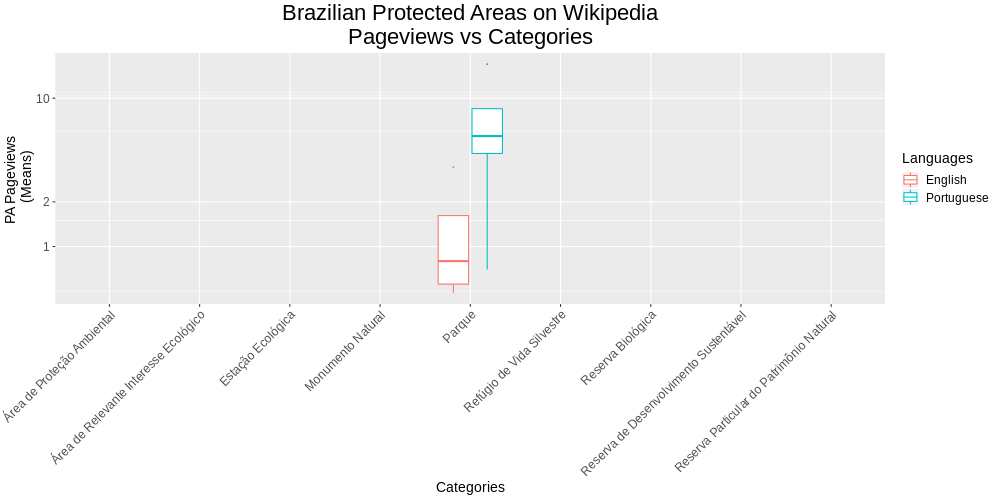 Brazilian Protected Areas on Wikipedia
Pageviews vs Categories
PA Pageviews
(Means)
10
2
1
Área de Proteção Ambiental
Área de Relevante Interesse Ecológico
Estação Ecológica
Monumento Natural
Parque
Refúgio de Vida Silvestre
Reserva Biológica
Reserva de Desenvolvimento Sustentável
Reserva Particular do Patrimônio Natural
Categories
Languages
English
Portuguese